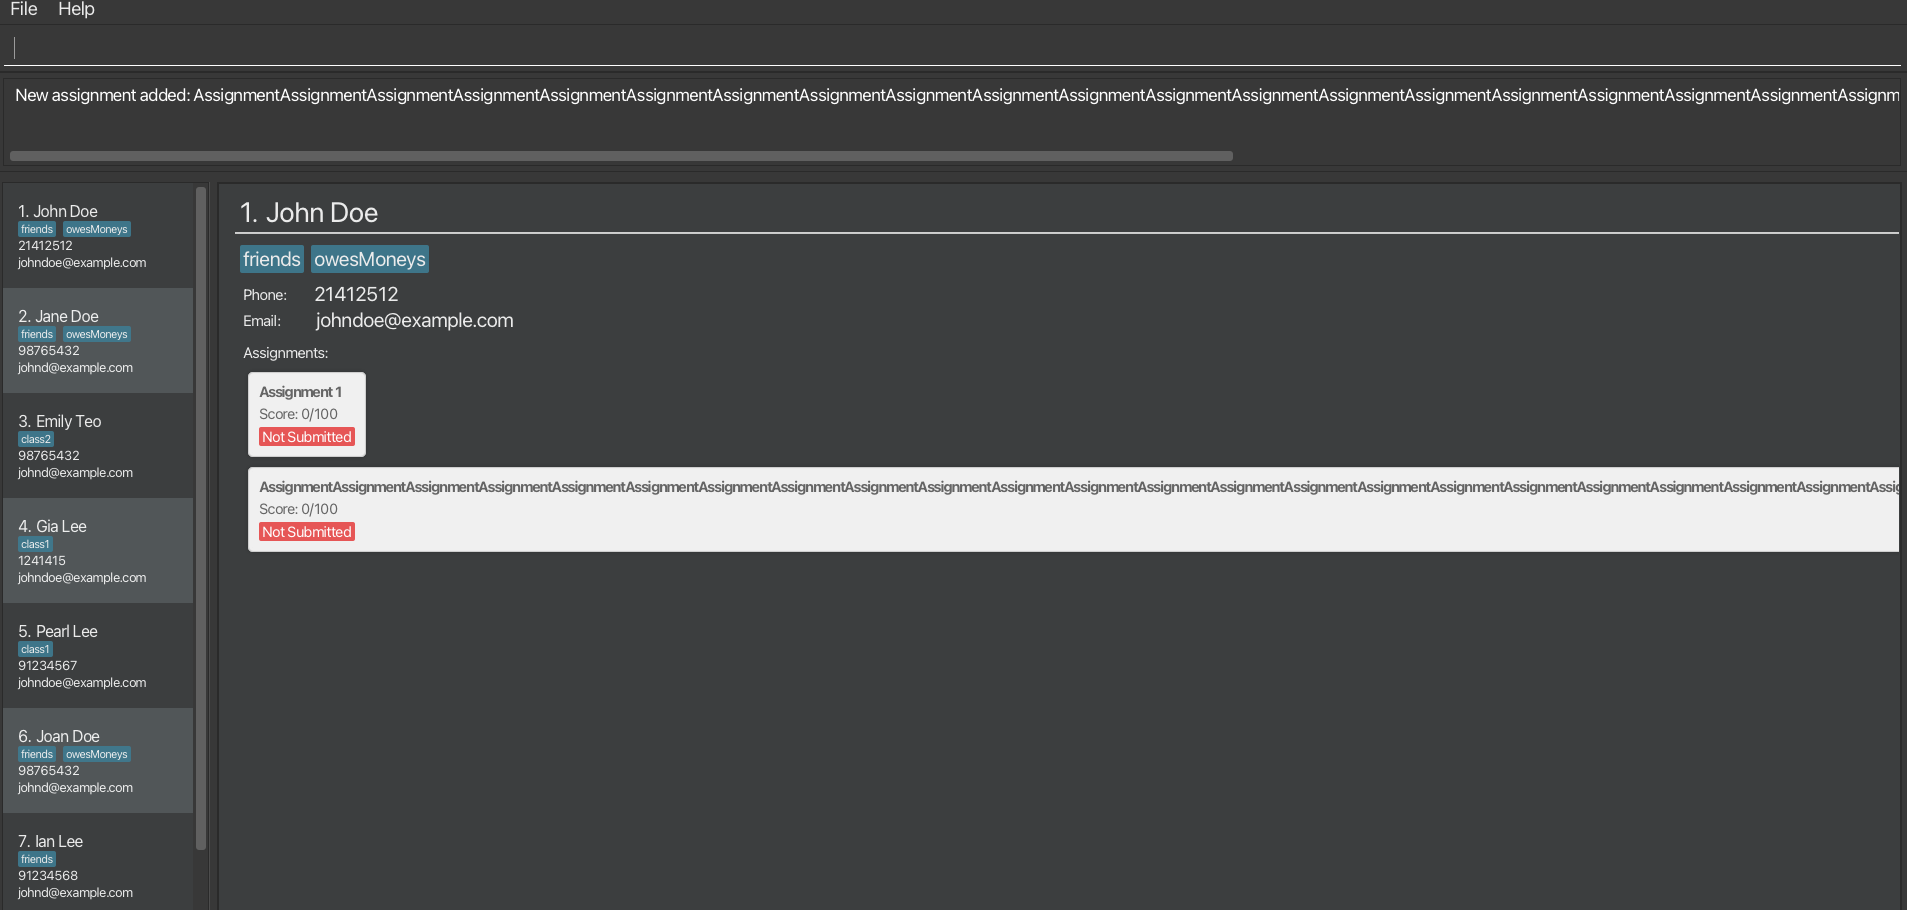 File Help
New assignment added: AssignmentAssignmentAssignmentAssignmentAssignmentAssignmentAssignmentAssignmentAssignmentAssignmentAssignmentAssignmentAssignmentAssignmentAssignmentAssignmentAssignmentAssignmentAssignmentAssignm
1. John Doe
friends owesMoneys
21412512
johndoe@example.com
2. Jane Doe
friends owesMoneys
98765432
johnd@example.com
3. Emily Teo
class2
98765432
johnd@example.com
4. Gia Lee
class1
1241415
johndoe@example.com
5. Pearl Lee
class1
91234567
johndoe@example.com
6. Joan Doe
friends owesMoneys
98765432
johnd@example.com
7. Ian Lee
friends
91234568
johnd@example.com
1. John Doe
friends owesMoneys
Phone: 21412512
Email: johndoe@example.com
Assignments:
Assignment 1
Score: 0/100
Not Submitted
AssignmentAssignmentAssignmentAssignmentAssignmentAssignmentAssignmentAssignmentAssignmentAssignmentAssignmentAssignmentAssignmentAssignmentAssignmentAssignmentAssignmentAssignmentAssignmentAssignmentAssignmentAssignmentAssig
Score: 0/100
Not Submitted